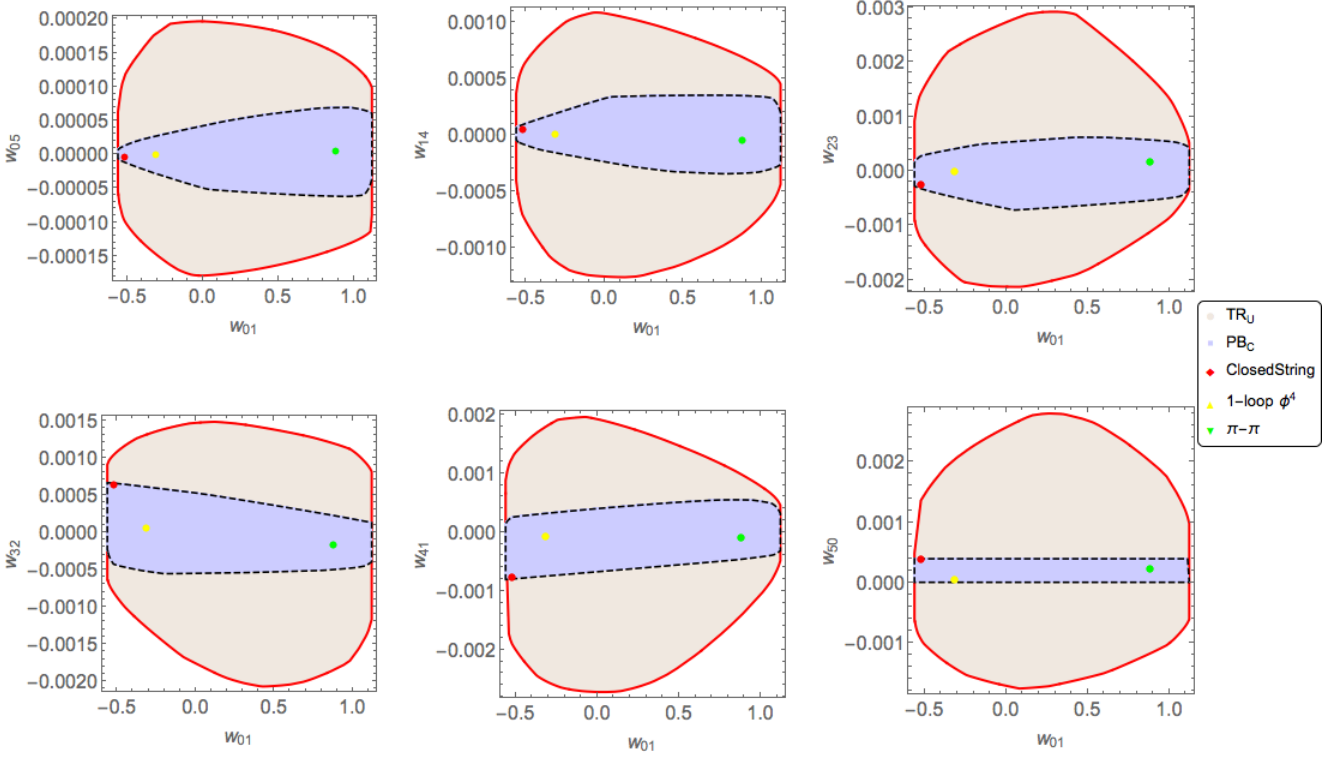 0.00020
0.00015
0.00010
0.00005
0.00000
−0.00005
−0.00010
−0.00015
w05
−0.5 0.0 0.5 1.0
w01
0.0010
0.0005
0.0000
−0.0005
−0.0010
w14
−0.5 0.0 0.5 1.0
w01
0.003
0.002
0.001
0.000
−0.001
−0.002
w23
−0.5 0.0 0.5 1.0
w01
TRU
PBC
ClosedString
1−loop ϕ⁴
π−π
0.0015
0.0010
0.0005
0.0000
−0.0005
−0.0010
−0.0015
−0.0020
w32
−0.5 0.0 0.5 1.0
w01
0.002
0.001
0.000
−0.001
−0.002
w41
−0.5 0.0 0.5 1.0
w01
0.002
0.001
0.000
−0.001
w50
−0.5 0.0 0.5 1.0
w01